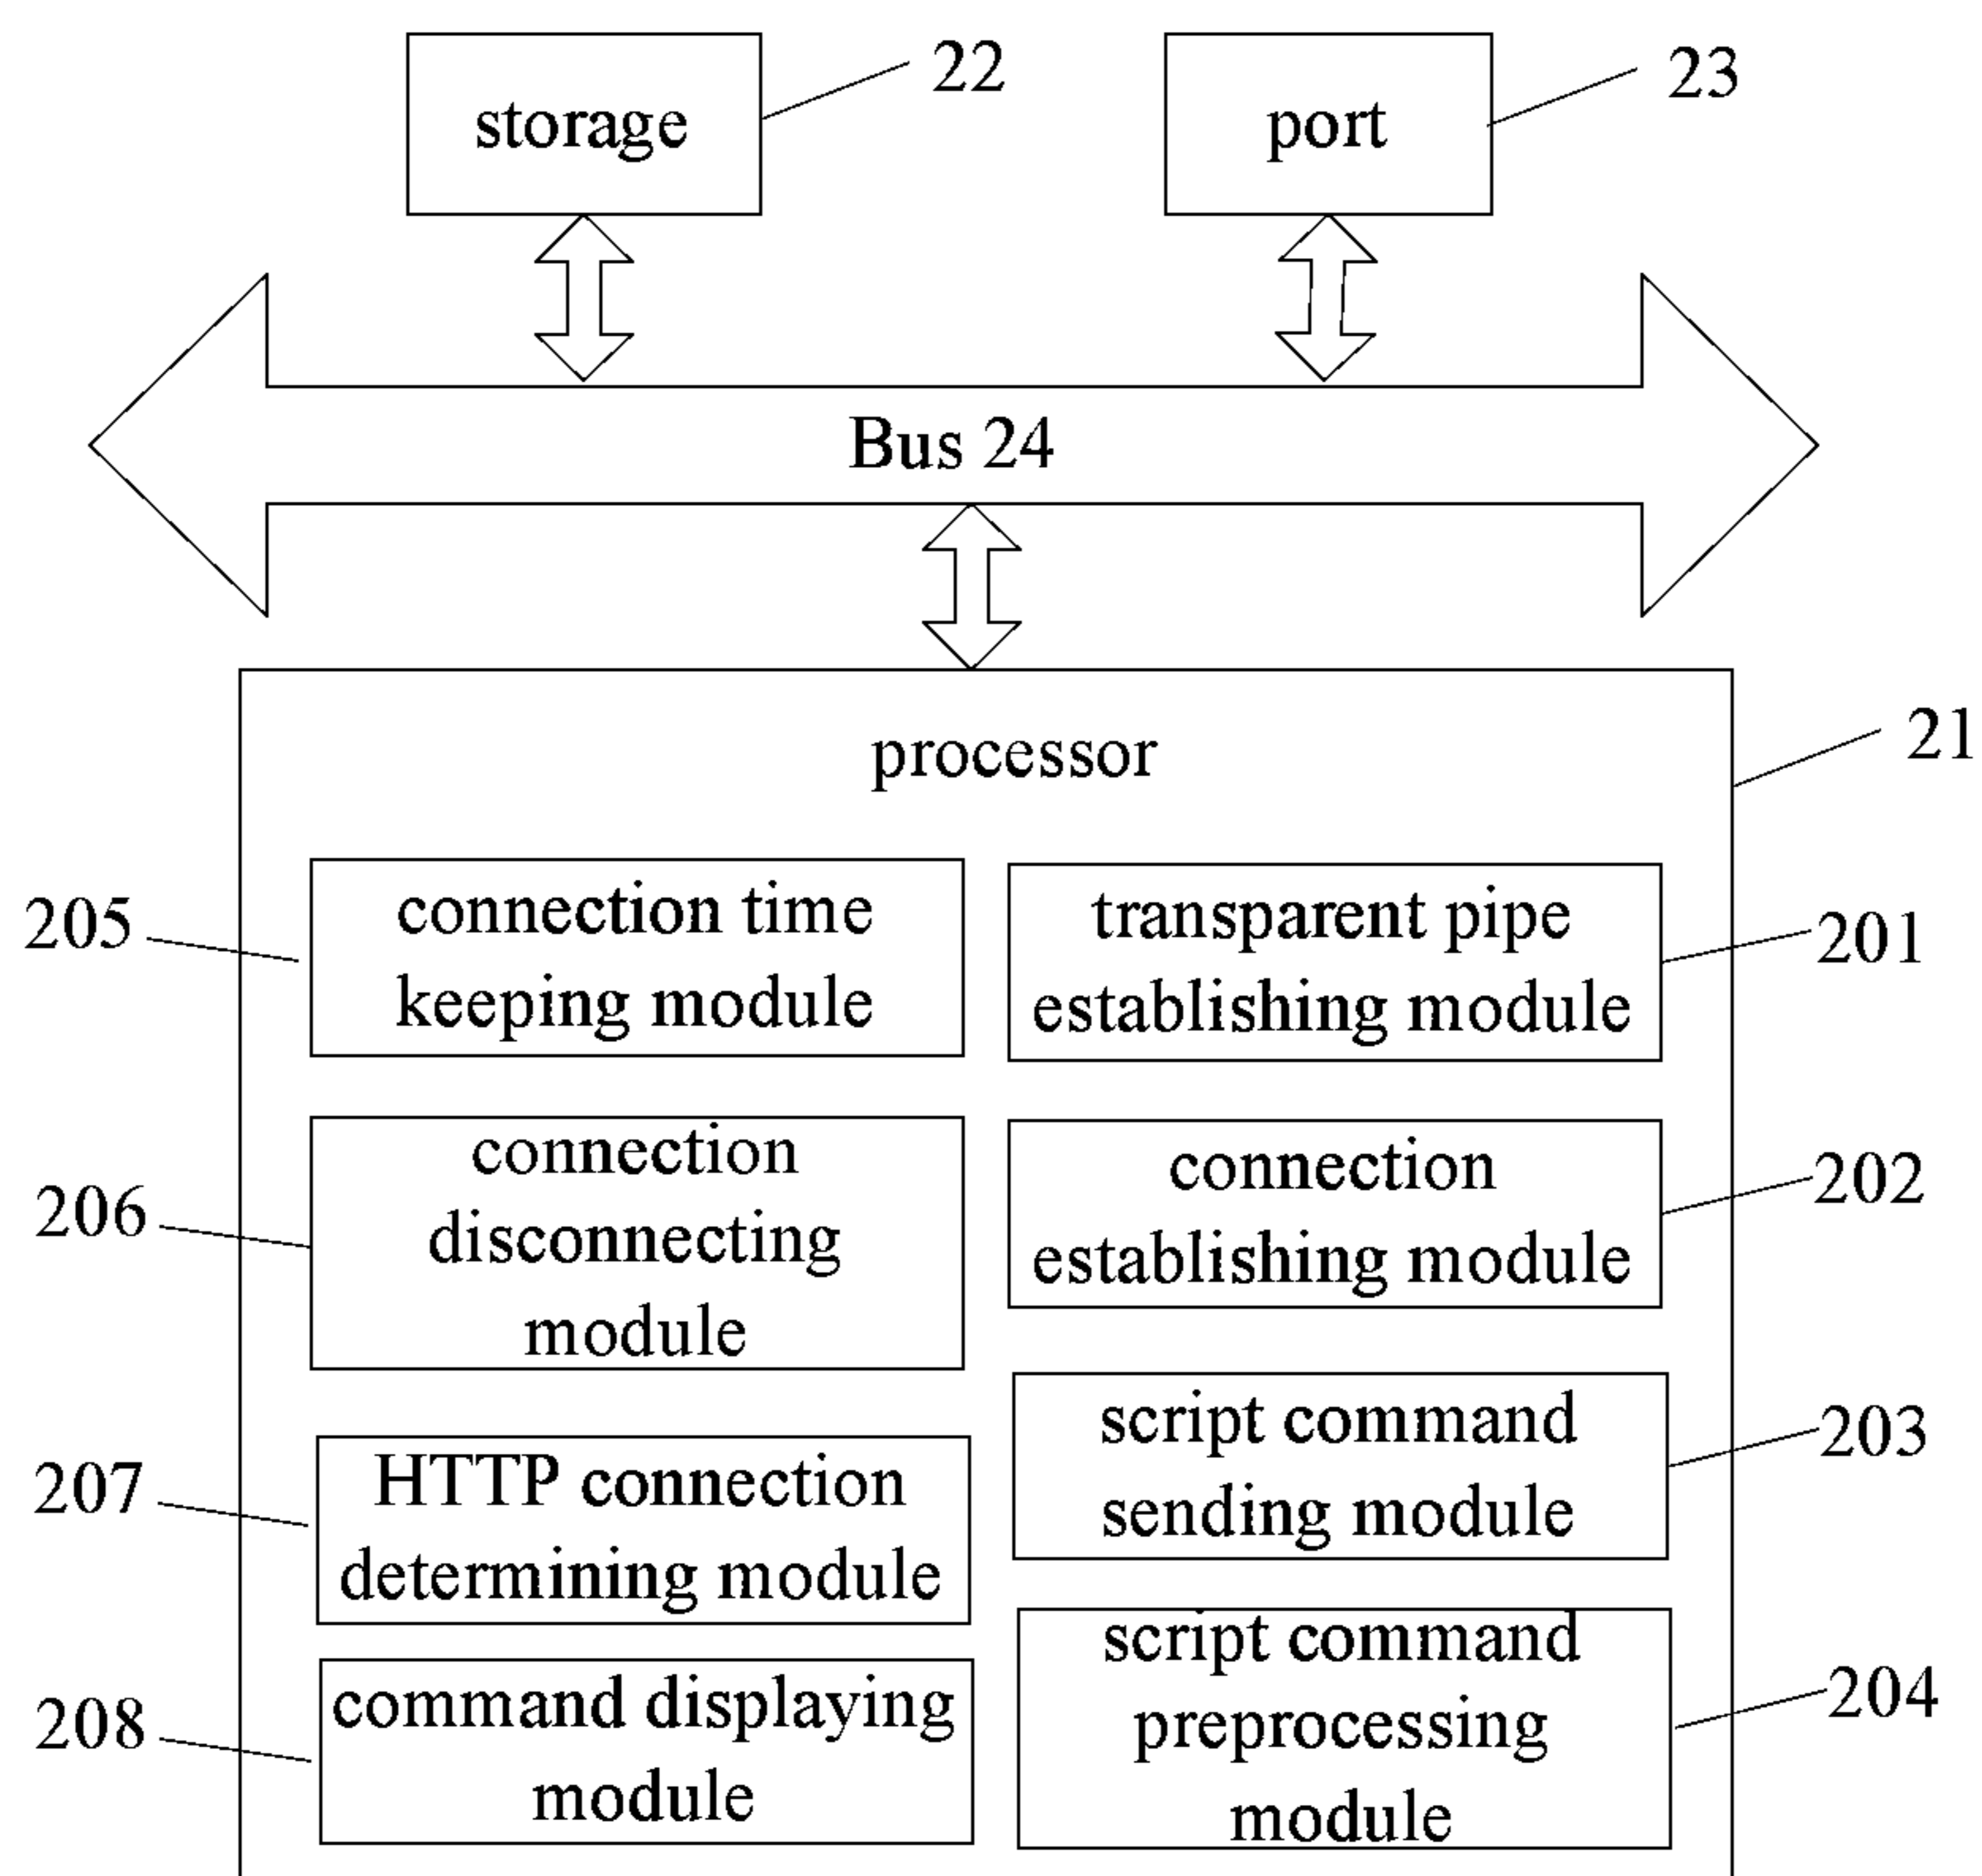 storage
22
port
23
Bus 24
processor
21
205
connection time
keeping module
transparent pipe
establishing module
201
206
connection
disconnecting
module
connection
establishing module
202
207
HTTP connection
determining module
script command
sending module
203
208
command displaying
module
script command
preprocessing
module
204